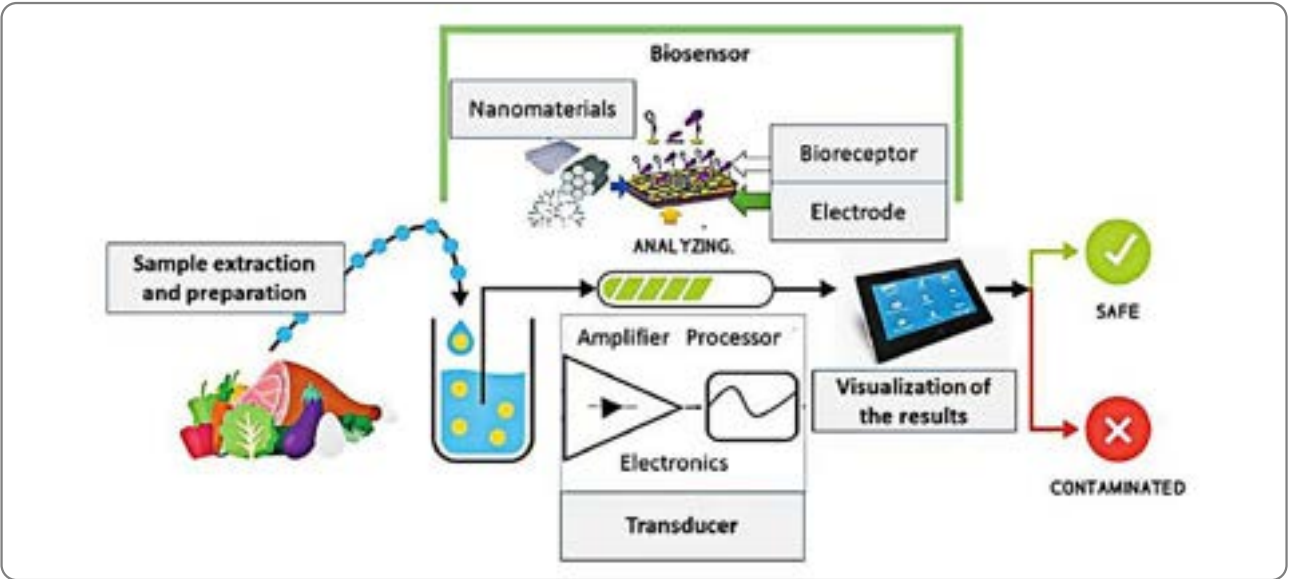 Biosensor
Nanomaterials
Bioreceptor
Electrode
ANALYZING.
Sample extraction
and preparation
SAFE
Amplifier Processor
Visualization of
the results
Electronics
CONTAMINATED
Transducer